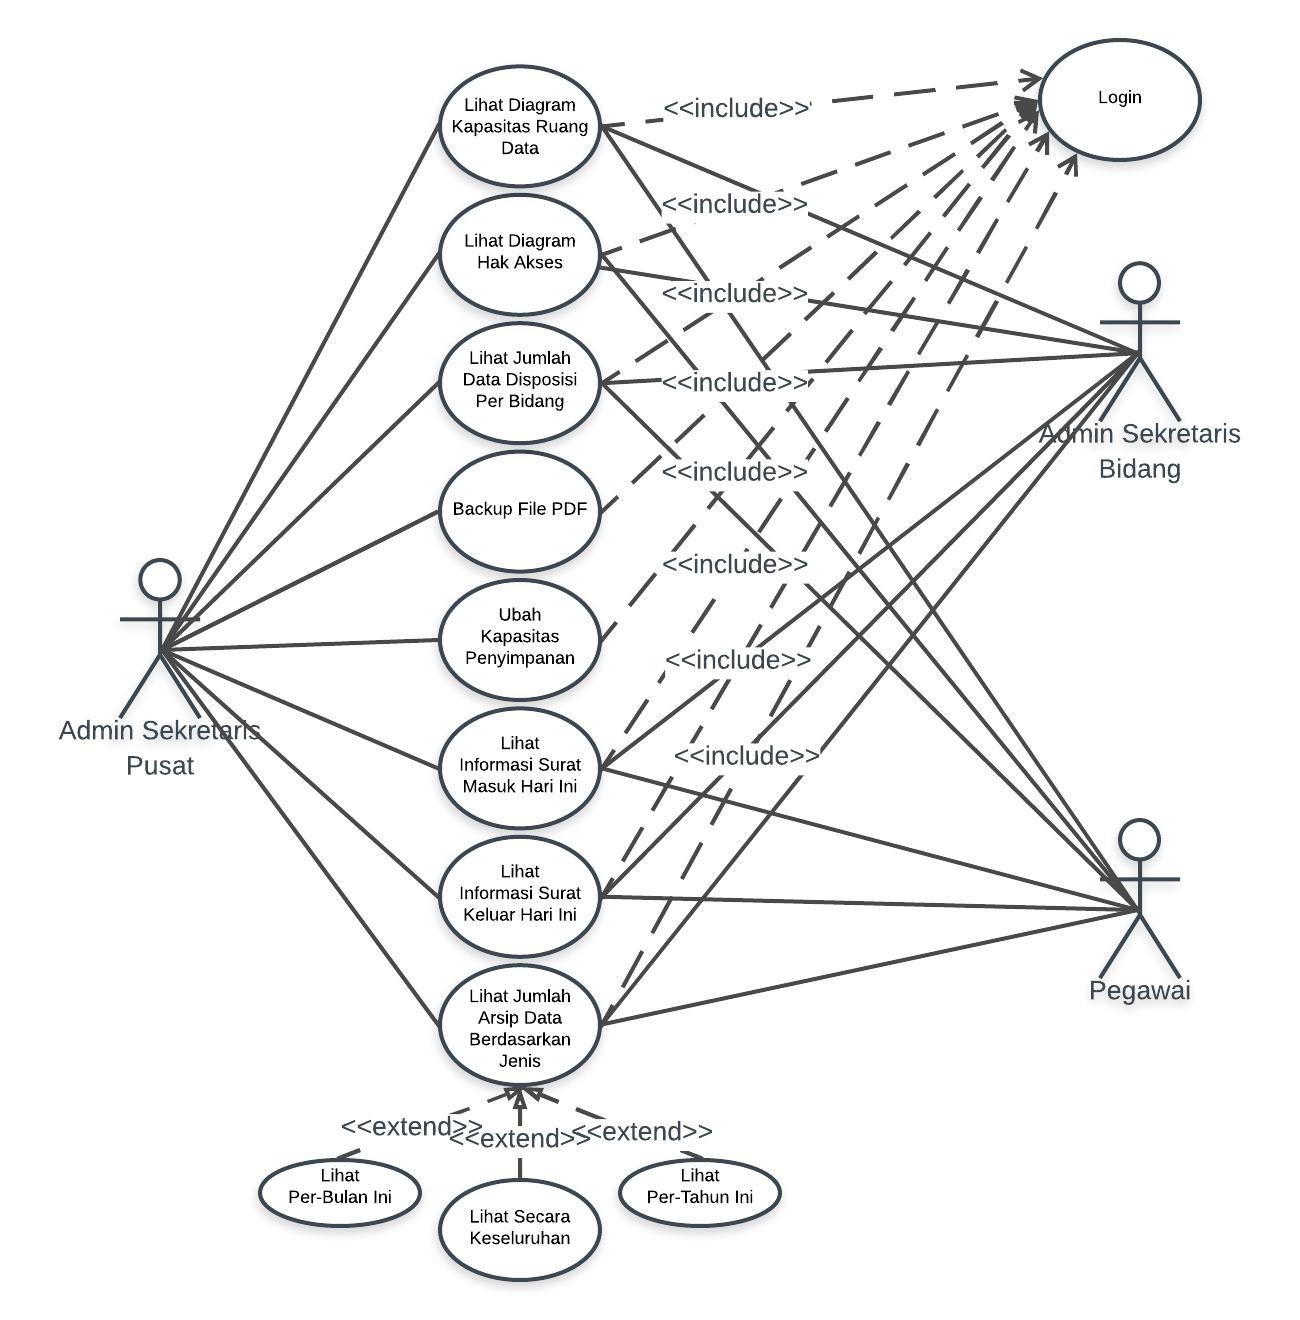 Lihat Diagram
Kapasitas Ruang
Data
Login
<<include>>
Lihat Diagram
Hak Akses
<<include>>
<<include>>
Lihat Jumlah
Data Disposisi
Per Bidang
<<include>>
Admin Sekretaris
Bidang
<<include>>
Backup File PDF
<<include>>
Ubah
Kapasitas
Penyimpanan
<<include>>
Admin Sekretaris
Pusat
Lihat
Informasi Surat
Masuk Hari Ini
<<include>>
Lihat
Informasi Surat
Keluar Hari Ini
Pegawai
Lihat Jumlah
Arsip Data
Berdasarkan
Jenis
<<extend>>
<<extend>>
<<extend>>
Lihat
Per-Bulan Ini
Lihat Secara
Keseluruhan
Lihat
Per-Tahun Ini